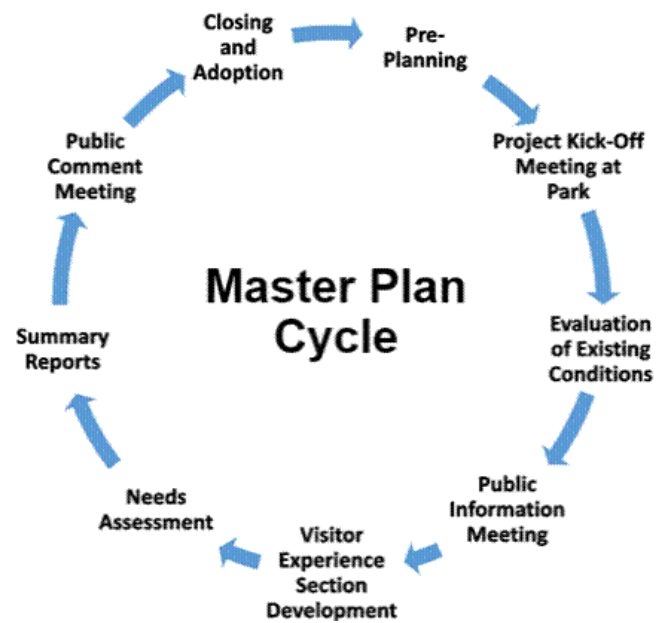 Master Plan
Cycle
Pre-
Planning
Project Kick-Off
Meeting at
Park
Evaluation
of Existing
Conditions
Public
Information
Meeting
Visitor
Experience
Section
Development
Needs
Assessment
Summary
Reports
Public
Comment
Meeting
Closing
and
Adoption